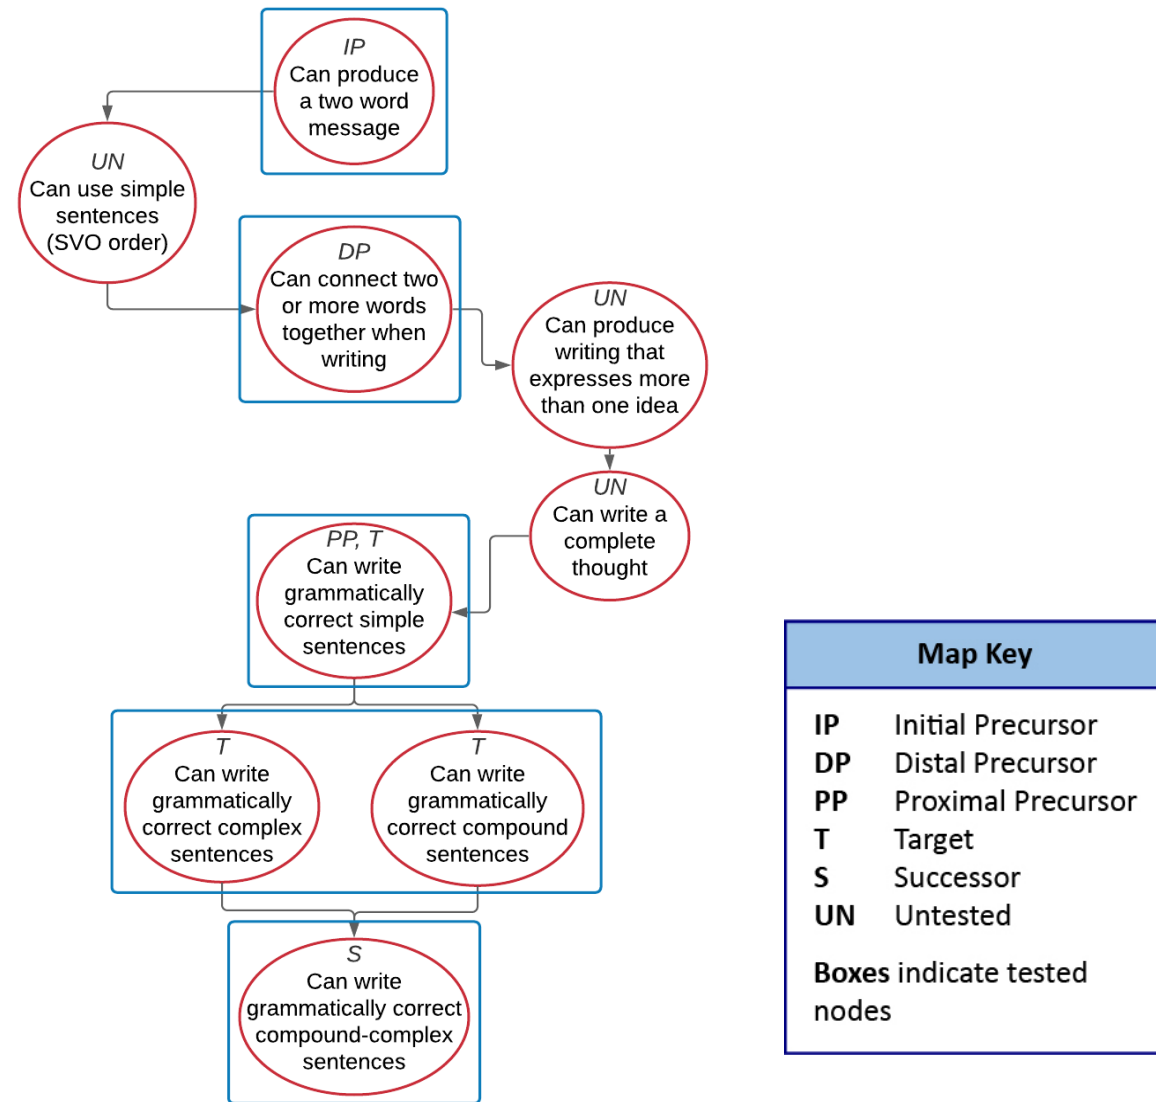 IP
Can produce
a two word
message
UN
Can use simple
sentences
(SVO order)
DP
Can connect two
or more words
together when
writing
UN
Can produce
writing that
expresses more
than one idea
UN
Can write a
complete
thought
PP, T
Can write
grammatically
correct simple
sentences
T
Can write
grammatically
correct complex
sentences
T
Can write
grammatically
correct compound
sentences
S
Can write
grammatically correct
compound-complex
sentences
Map Key
IP Initial Precursor
DP Distal Precursor
PP Proximal Precursor
T Target
S Successor
UN Untested
Boxes indicate tested
nodes